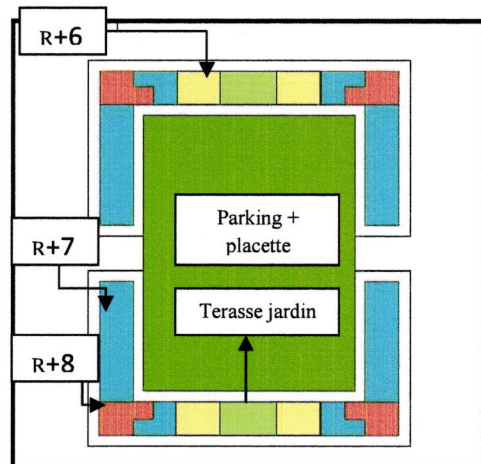 R+6
Parking +
placette
R+7
Terasse jardin
R+8